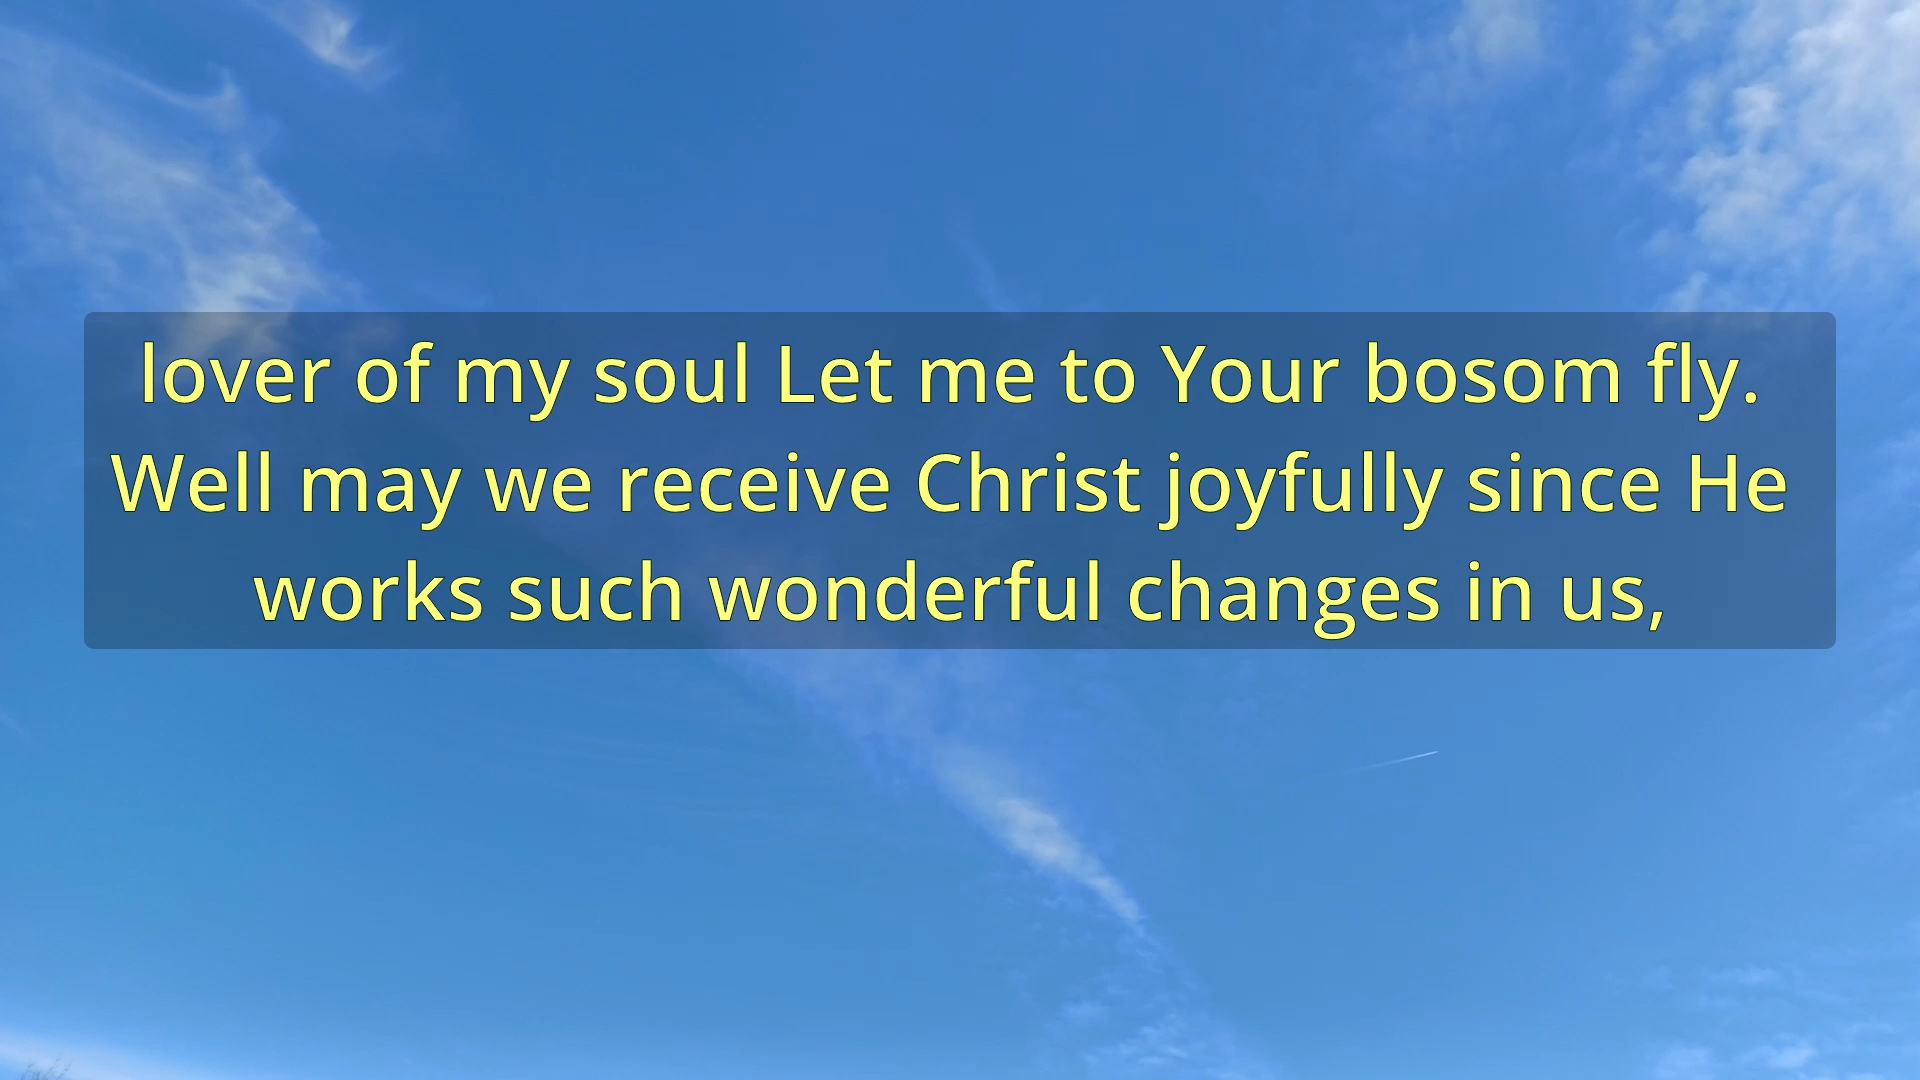 lover of my soul Let me to Your bosom fly.
Well may we receive Christ joyfully since He
works such wonderful changes in us,